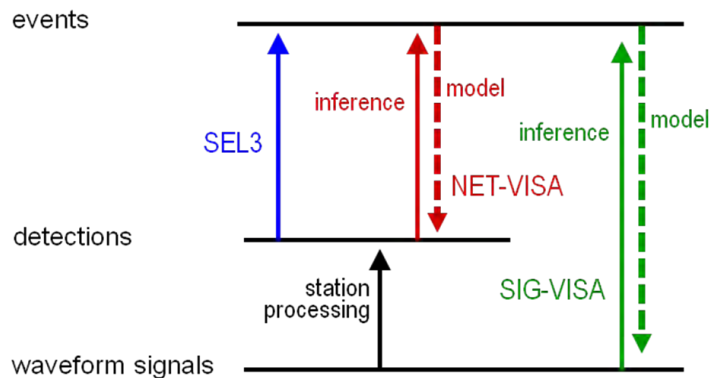 events
inference
model
inference
model
SEL3
NET-VISA
detections
station
processing
SIG-VISA
waveform signals